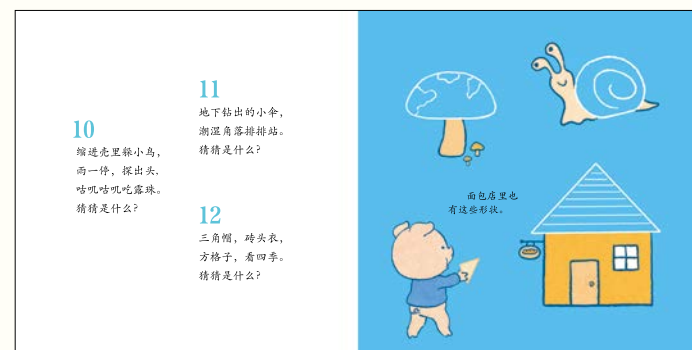 10
缩进壳里躲小鸟,
雨一停,探出头,
咕叽咕叽吃露珠。
猜猜是什么?
11
地下钻出的小伞,
潮湿角落排排站。
猜猜是什么?
12
三角帽,砖头衣,
方格子,看四季。
猜猜是什么?
面包店里也
有这些形状。